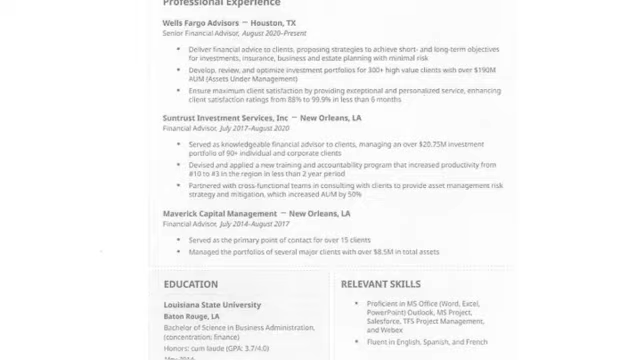 Professional Experience
Wells Fargo Advisors — Houston, TX
Senior Financial Advisor, August 2020–Present
• Deliver financial advice to clients, proposing strategies to achieve short- and long-term objectives
for investments, insurance, business and estate planning with minimal risk
• Develop, review, and optimize investment portfolios for 300+ high value clients with over $190M
AUM (Assets Under Management)
• Ensure maximum client satisfaction by providing exceptional and personalized service, enhancing
client satisfaction ratings from 88% to 99.9% in less than 6 months
Suntrust Investment Services, Inc — New Orleans, LA
Financial Advisor, July 2017–August 2020
• Served as knowledgeable financial advisor to clients, managing an over $20.75M investment
portfolio of 90+ individual and corporate clients
• Devised and applied a new training and accountability program that increased productivity from
#10 to #3 in the region in less than 2 year period
• Partnered with cross-functional teams in consulting with clients to provide asset management risk
strategy and mitigation, which increased AUM by 50%
Maverick Capital Management — New Orleans, LA
Financial Advisor, July 2014–August 2017
• Served as the primary point of contact for over 15 clients
• Managed the portfolios of several major clients with over $8.5M in total assets
EDUCATION
Louisiana State University
Baton Rouge, LA
Bachelor of Science in Business Administration,
(concentration: finance)
Honors: cum laude (GPA: 3.7/4.0)
May 2014
RELEVANT SKILLS
• Proficient in MS Office (Word, Excel,
PowerPoint) Outlook, MS Project,
Salesforce, TFS Project Management,
and Webex
• Fluent in English, Spanish, and French